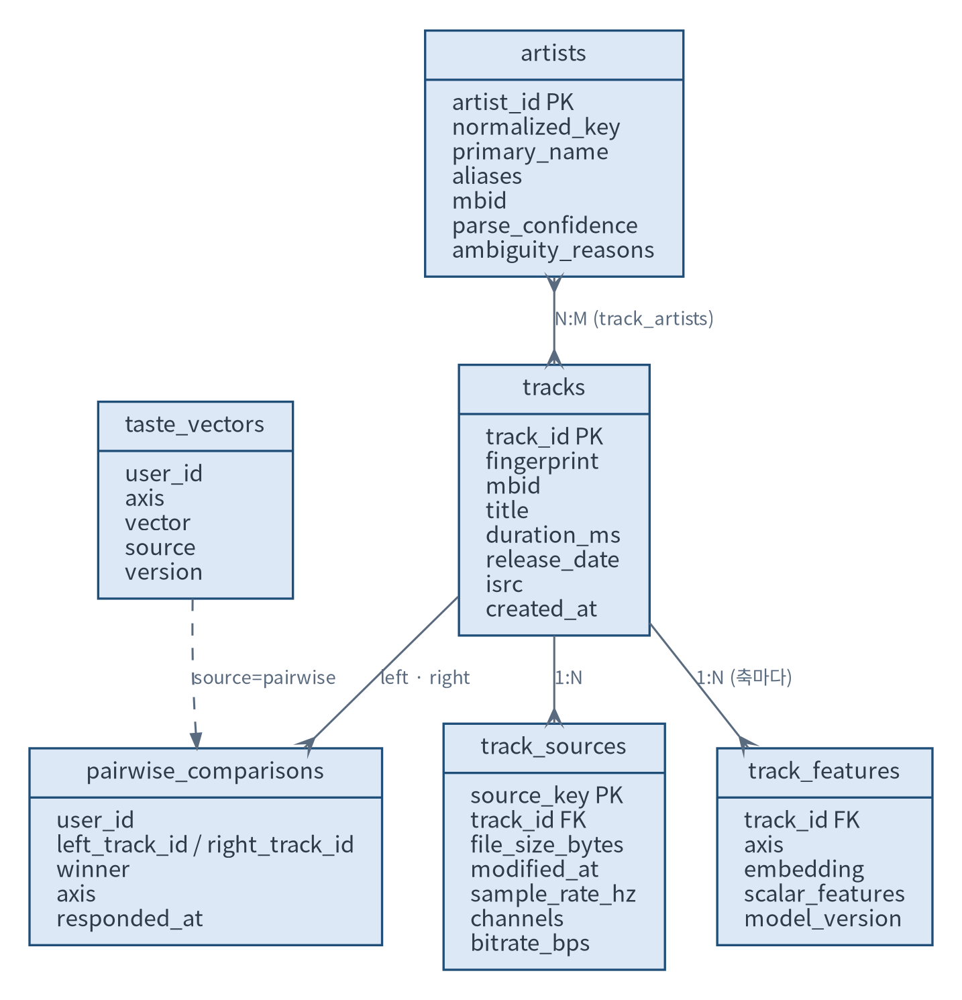 artists
artist_id PK
normalized_key
primary_name
aliases
mbid
parse_confidence
ambiguity_reasons
N:M (track_artists)
tracks
track_id PK
fingerprint
mbid
title
duration_ms
release_date
isrc
created_at
taste_vectors
user_id
axis
vector
source
version
source=pairwise
left · right
1:N
1:N (축마다)
pairwise_comparisons
user_id
left_track_id / right_track_id
winner
axis
responded_at
track_sources
source_key PK
track_id FK
file_size_bytes
modified_at
sample_rate_hz
channels
bitrate_bps
track_features
track_id FK
axis
embedding
scalar_features
model_version